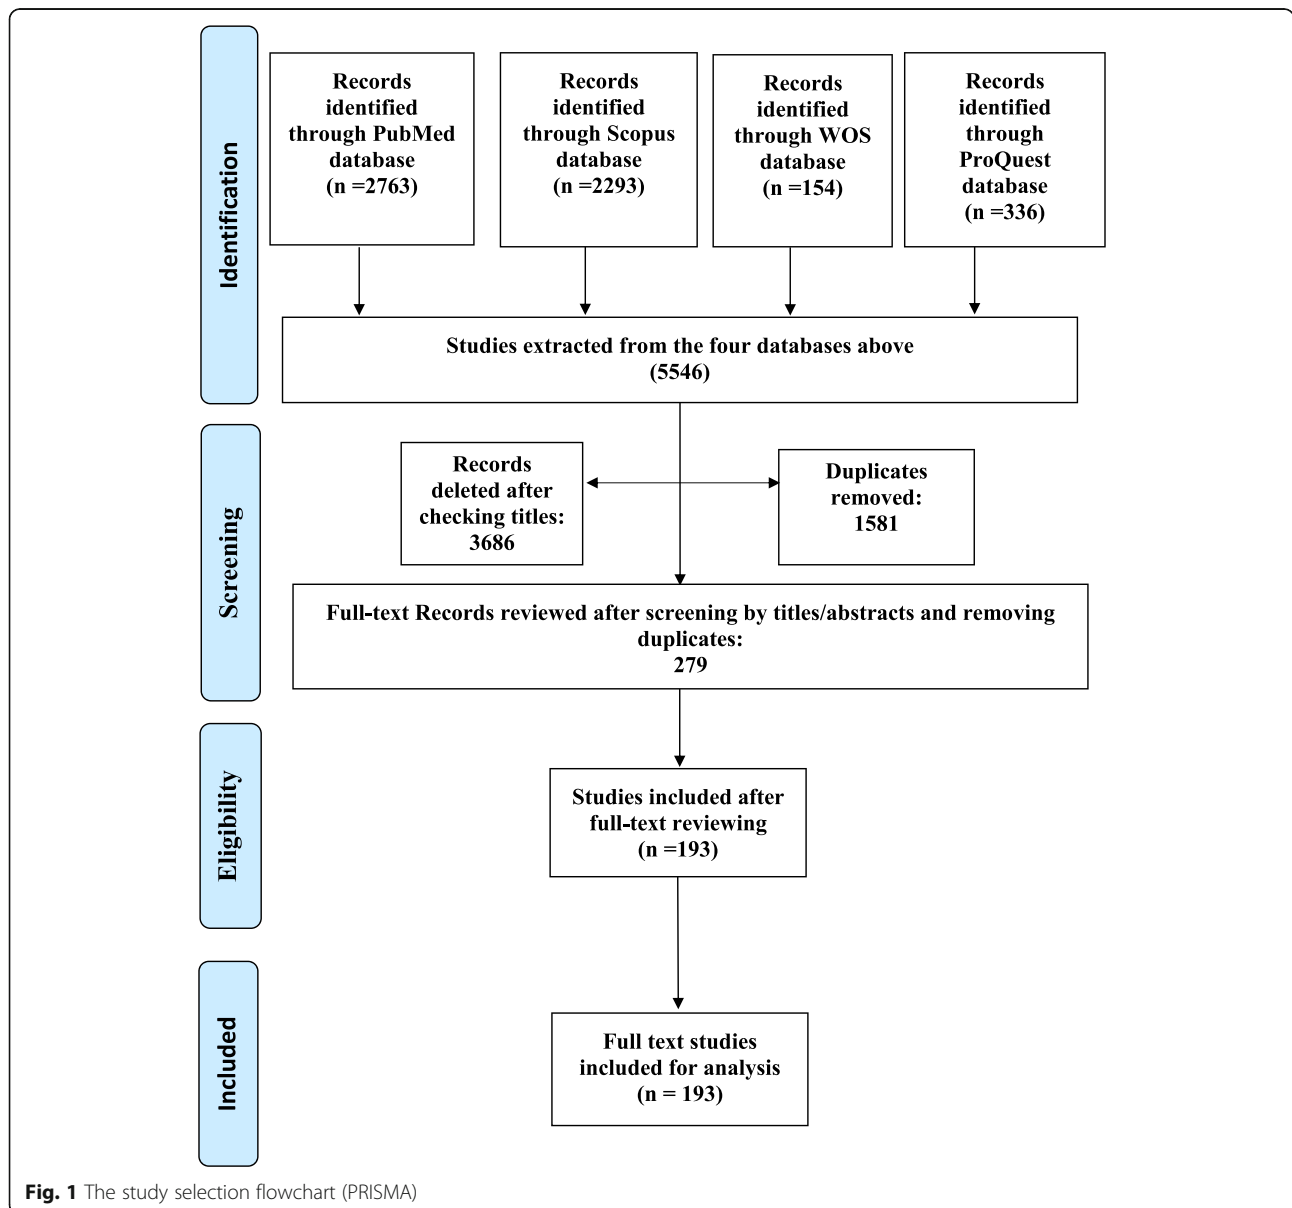 Identification
Records
identified
through PubMed
database
(n =2763)
Records
identified
through Scopus
database
(n =2293)
Records
identified
through WOS
database
(n =154)
Records
identified
through
ProQuest
database
(n =336)
Studies extracted from the four databases above
(5546)
Screening
Records
deleted after
checking titles:
3686
Duplicates
removed:
1581
Full-text Records reviewed after screening by titles/abstracts and removing
duplicates:
279
Eligibility
Studies included after
full-text reviewing
(n =193)
Included
Full text studies
included for analysis
(n = 193)
Fig. 1 The study selection flowchart (PRISMA)